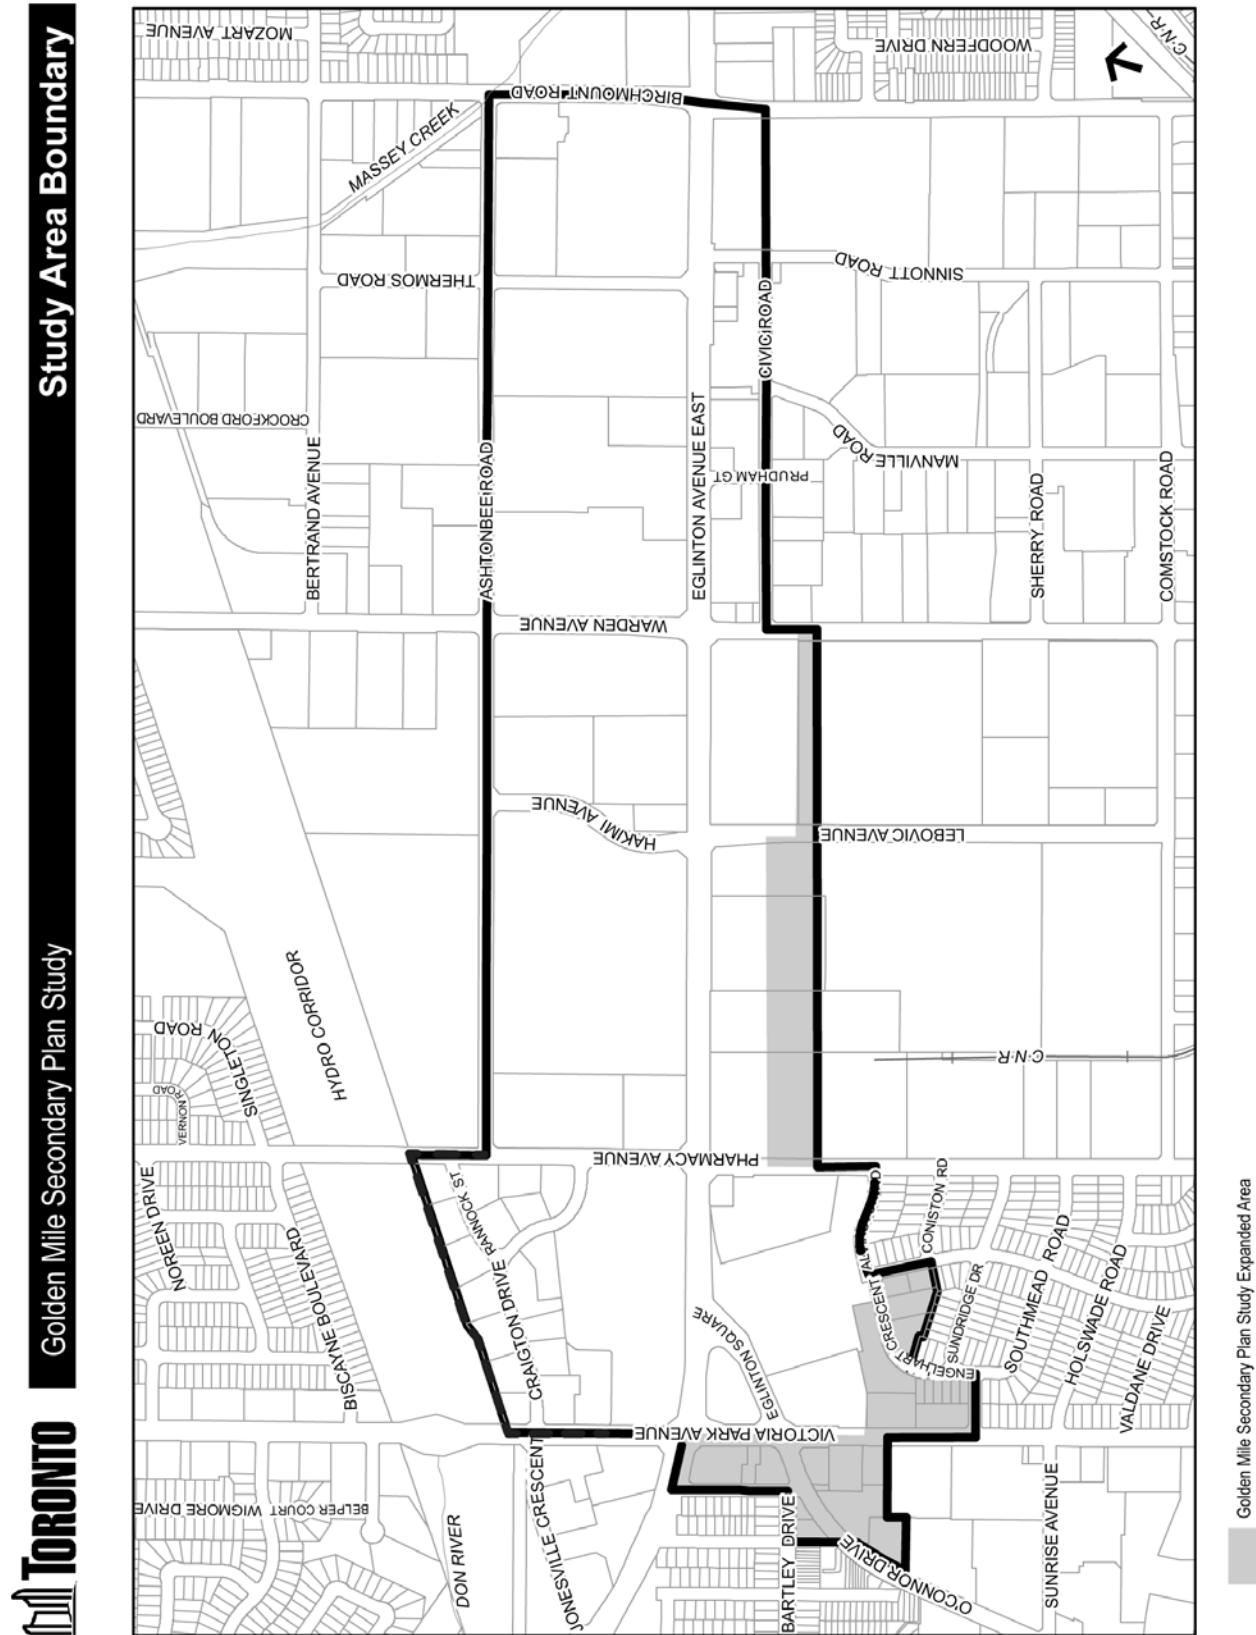 TORONTO
Golden Mile Secondary Plan Study
Study Area Boundary
MOZART AVENUE
WOODFERN DRIVE
C-N-R
BIRCHMOUNT ROAD
MASSEY CREEK
THERMOS ROAD
SINNOTT ROAD
CIVIC ROAD
CROCKFORD BOULEVARD
BERTRAND AVENUE
ASHTONBEE ROAD
EGLINTON AVENUE EAST
PRUDHAM GT
MANVILLE ROAD
SHERRY ROAD
COMSTOCK ROAD
WARDEN AVENUE
HAKIMI AVENUE
LEBOVIC AVENUE
HYDRO CORRIDOR
SINGLETON ROAD
VERNON ROAD
C-N-R
PHARMACY AVENUE
NOREEN DRIVE
RANNOCK ST
CONISTON RD
BISCAYNE BOULEVARD
CRAIGTON DRIVE
EGLINTON SQUARE
ENGELHART CRESCENT
SUNDRIDGE DR
SOUTHMEAD ROAD
HOLSWADE ROAD
VALDANE DRIVE
VICTORIA PARK AVENUE
WIGMORE DRIVE
BELPER COURT
DON RIVER
JONESVILLE CRESCENT
BARTLEY DRIVE
O'CONNOR DRIVE
SUNRISE AVENUE
Golden Mile Secondary Plan Study Expanded Area